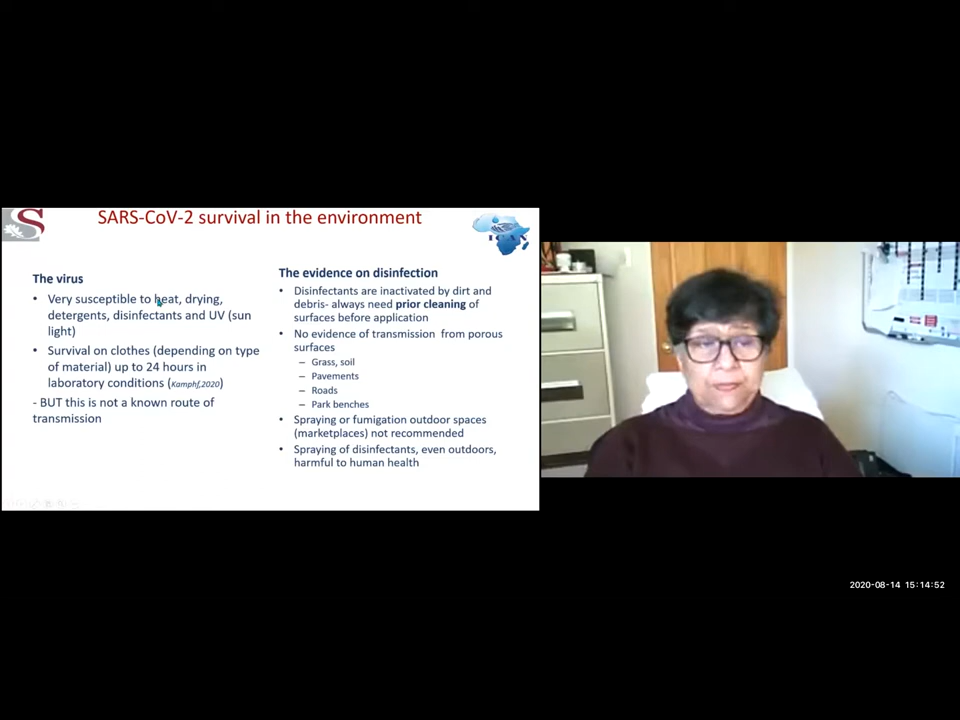 SARS-CoV-2 survival in the environment
S
ICAN
The virus
• Very susceptible to heat, drying,
detergents, disinfectants and UV (sun
light)
• Survival on clothes (depending on type
of material) up to 24 hours in
laboratory conditions (Kamphf,2020)
- BUT this is not a known route of
transmission
The evidence on disinfection
• Disinfectants are inactivated by dirt and
debris- always need prior cleaning of
surfaces before application
• No evidence of transmission from porous
surfaces
– Grass, soil
– Pavements
– Roads
– Park benches
• Spraying or fumigation outdoor spaces
(marketplaces) not recommended
• Spraying of disinfectants, even outdoors,
harmful to human health
2020-08-14 15:14:52